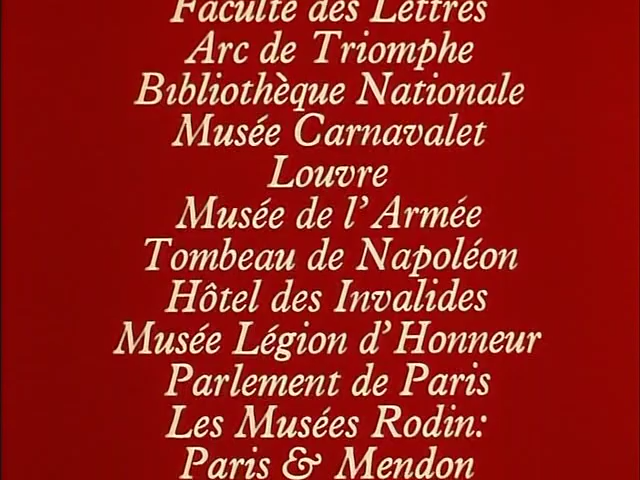 Faculté des Lettres
Arc de Triomphe
Bibliothèque Nationale
Musée Carnavalet
Louvre
Musée de l'Armée
Tombeau de Napoléon
Hôtel des Invalides
Musée Légion d'Honneur
Parlement de Paris
Les Musées Rodin:
Paris & Mendon